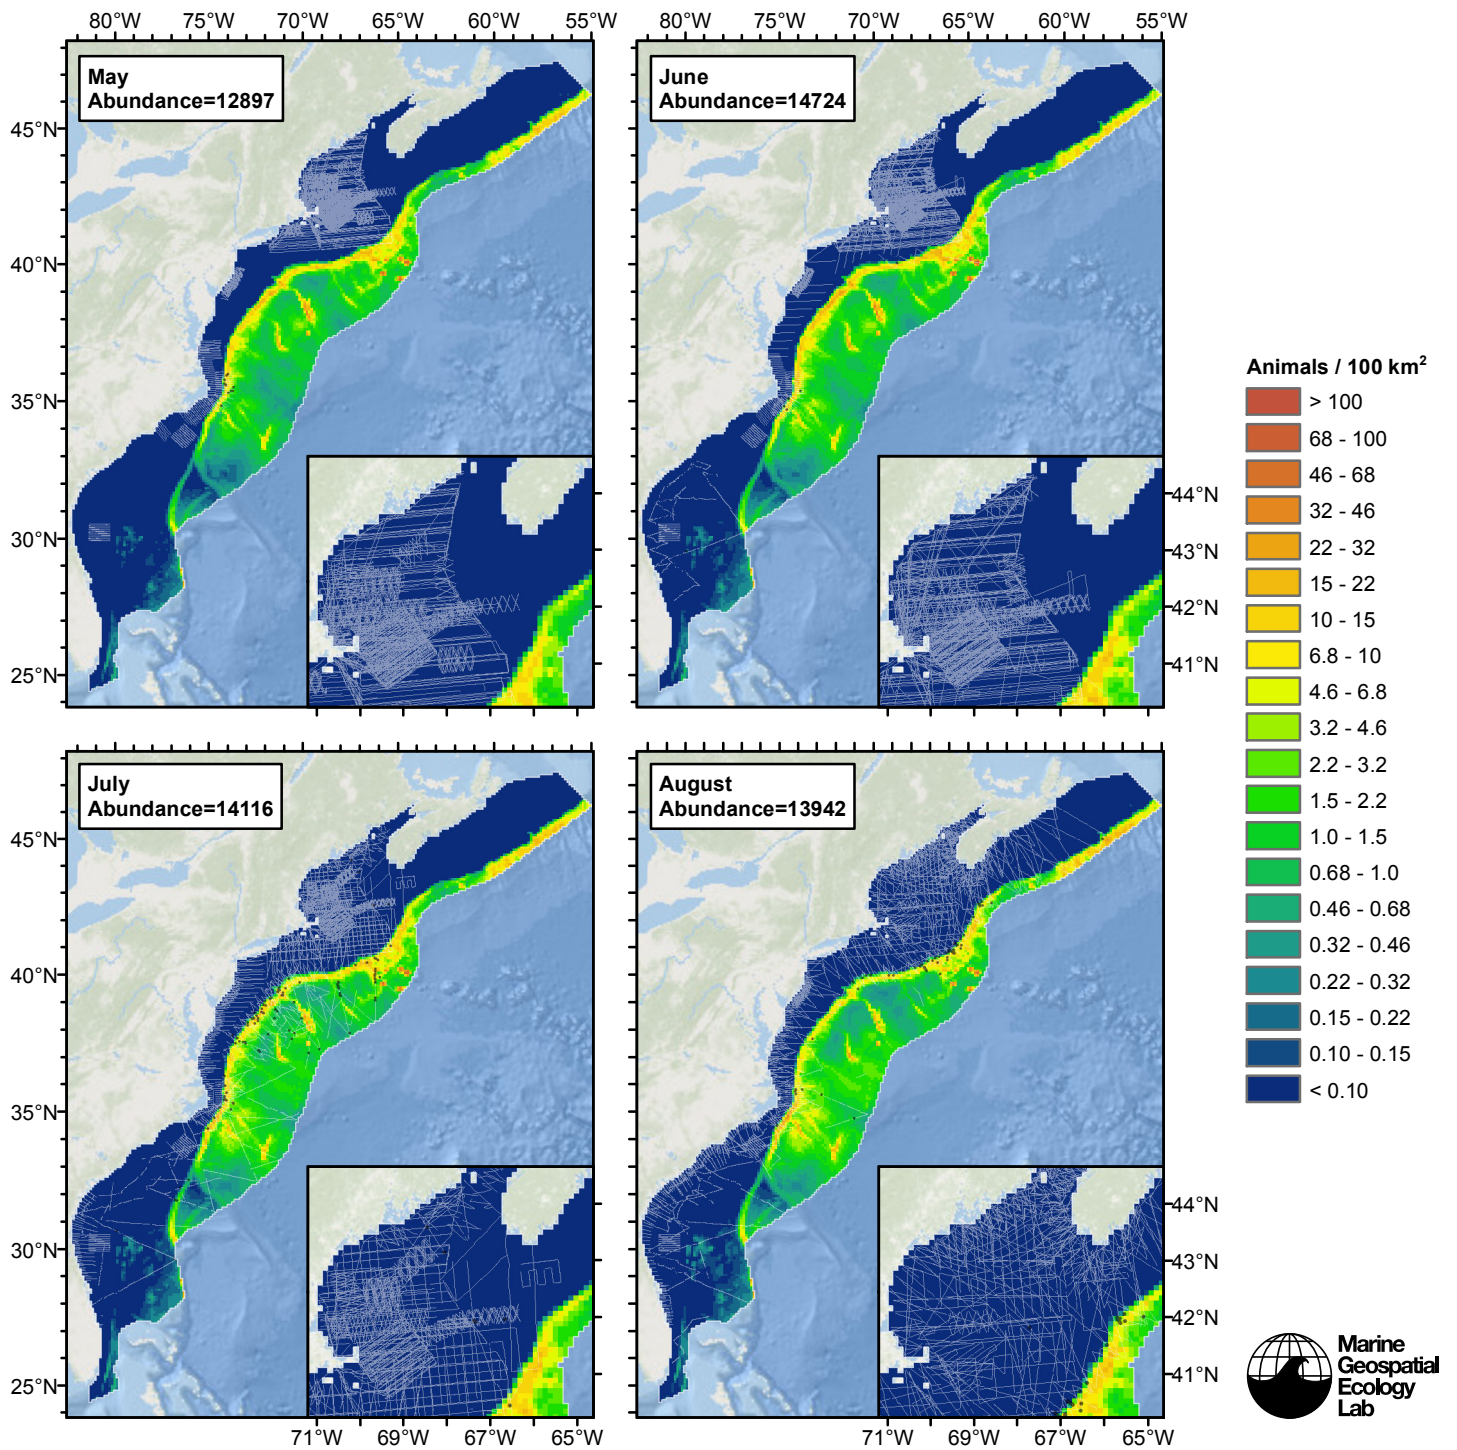 80°W 75°W 70°W 65°W 60°W 55°W 80°W 75°W 70°W 65°W 60°W 55°W
May
Abundance=12897
June
Abundance=14724
45°N
40°N
35°N
30°N
25°N
44°N
43°N
42°N
41°N
July
Abundance=14116
August
Abundance=13942
45°N
40°N
35°N
30°N
25°N
44°N
43°N
42°N
41°N
71°W 69°W 67°W 65°W 71°W 69°W 67°W 65°W
Animals / 100 km²
> 100
68 - 100
46 - 68
32 - 46
22 - 32
15 - 22
10 - 15
6.8 - 10
4.6 - 6.8
3.2 - 4.6
2.2 - 3.2
1.5 - 2.2
1.0 - 1.5
0.68 - 1.0
0.46 - 0.68
0.32 - 0.46
0.22 - 0.32
0.15 - 0.22
0.10 - 0.15
< 0.10
Marine
Geospatial
Ecology
Lab